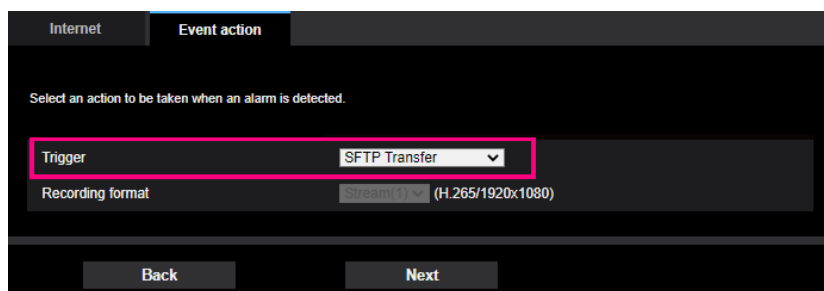 Internet Event action
Select an action to be taken when an alarm is detected.
Trigger SFTP Transfer
Recording format Stream(1) (H.265/1920x1080)
Back Next